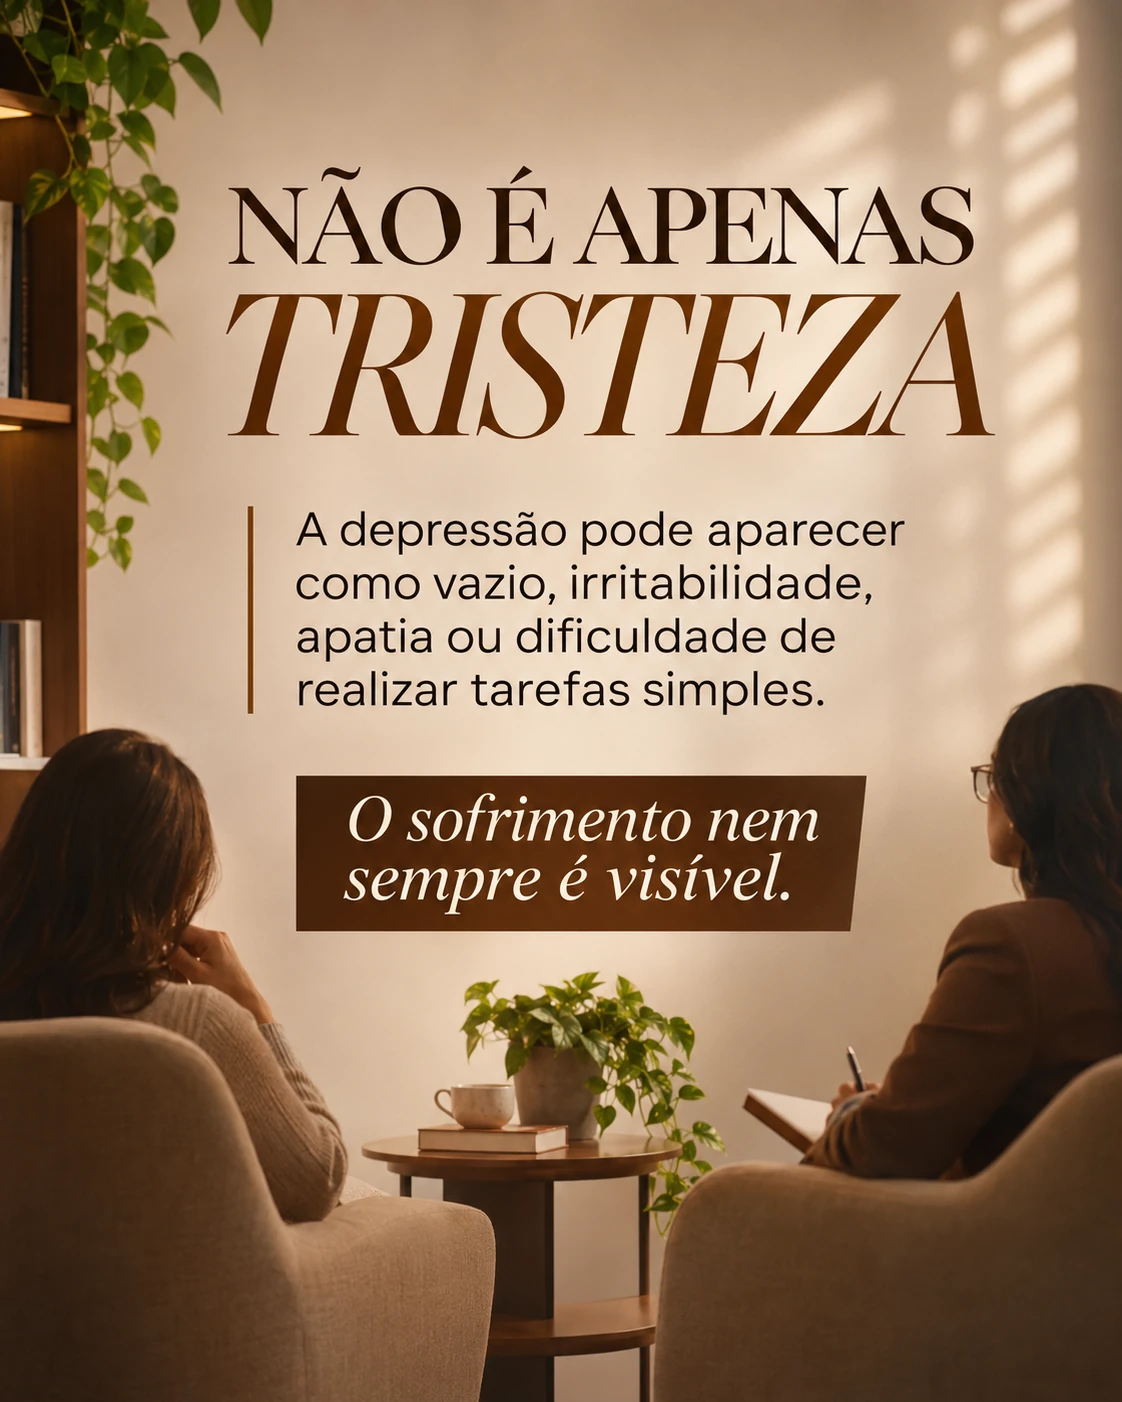 NÃO É APENAS
TRISTEZA
A depressão pode aparecer
como vazio, irritabilidade,
apatia ou dificuldade de
realizar tarefas simples.
O sofrimento nem
sempre é visível.